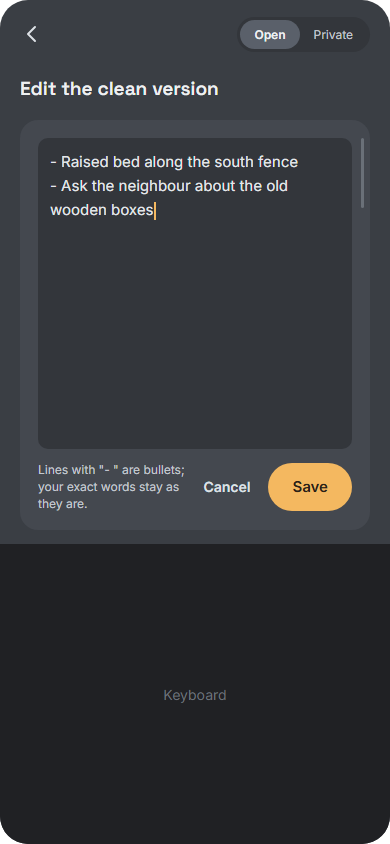 Open Private
Edit the clean version
- Raised bed along the south fence
- Ask the neighbour about the old
wooden boxes
Lines with "- " are bullets;
your exact words stay as
they are.
Cancel
Save
Keyboard